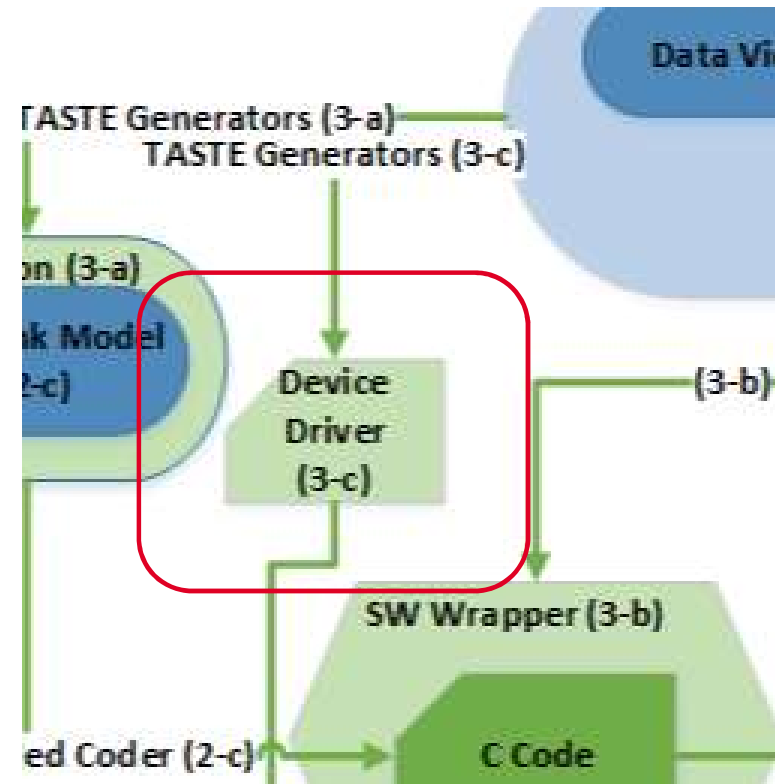 Data Vi
TASTE Generators (3-a)
TASTE Generators (3-c)
on (3-a)
k Model
-c)
Device
Driver
(3-c)
(3-b)
SW Wrapper (3-b)
ed Coder (2-c)
C Code